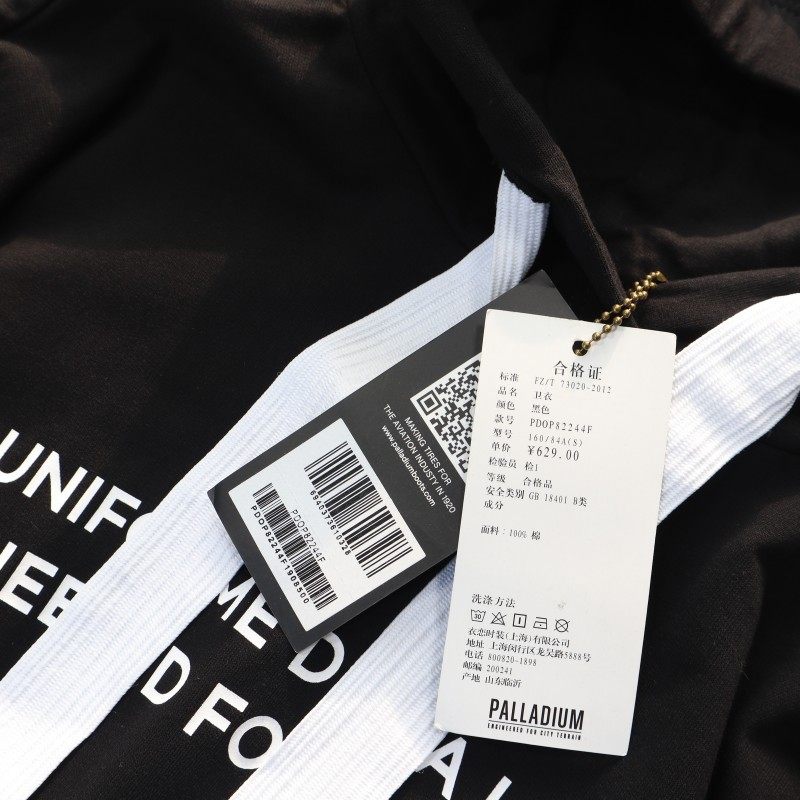 合格证
标准 FZ/T 73020-2012
品名 卫衣
颜色 黑色
款号 PDOP82244F
型号 160/84A(S)
单价 ¥629.00
检验员 检1
等级 合格品
安全类别 GB 18401 B类
成分
面料:100% 棉
洗涤方法
30
衣恋时装(上海)有限公司
地址 上海闵行区龙吴路5888号
电话 800820-1898
邮编 200241
产地 山东临沂
PALLADIUM
ENGINEERED FOR CITY TERRAIN
MAKING TIRES FOR
THE AVIATION INDUSTY IN 1920
www.palladiumboots.com
6940373610328
PDOP82244F
PDOP82244F1908500
UNIF
ME D
D FO